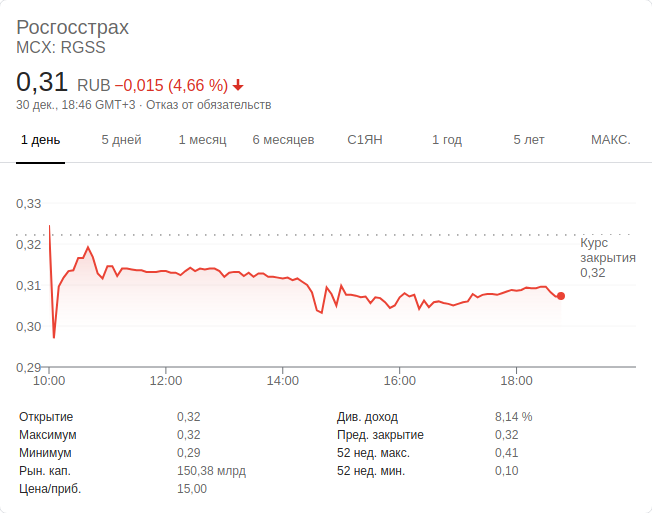 Росгосстрах
MCX: RGSS
0,31 RUB −0,015 (4,66 %)
30 дек., 18:46 GMT+3 · Отказ от обязательств
1 день 5 дней 1 месяц 6 месяцев С1ЯН 1 год 5 лет МАКС.
0,33
0,32
0,31
0,30
0,29
Курс
закрытия
0,32
10:00 12:00 14:00 16:00 18:00
Открытие 0,32 Див. доход 8,14 %
Максимум 0,32 Пред. закрытие 0,32
Минимум 0,29 52 нед. макс. 0,41
Рын. кап. 150,38 млрд 52 нед. мин. 0,10
Цена/приб. 15,00